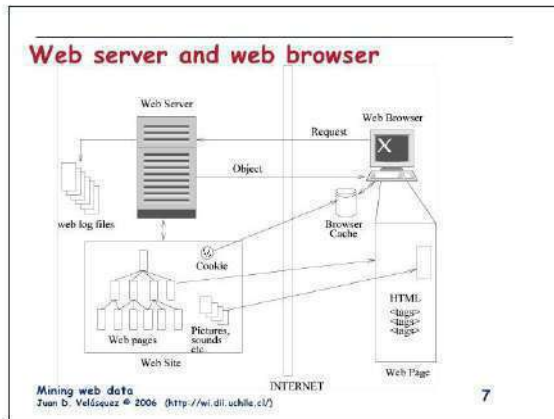 Web server and web browser
Web Server
Web Browser
Request
X
Object
web log files
Browser
Cache
Cookie
HTML
<tags>
<tags>
<tags>
Pictures,
sounds
etc.
Web pages
Web Site
Web Page
INTERNET
Mining web data
Juan D. Velásquez © 2006 (http://wi.dii.uchile.cl/)
7